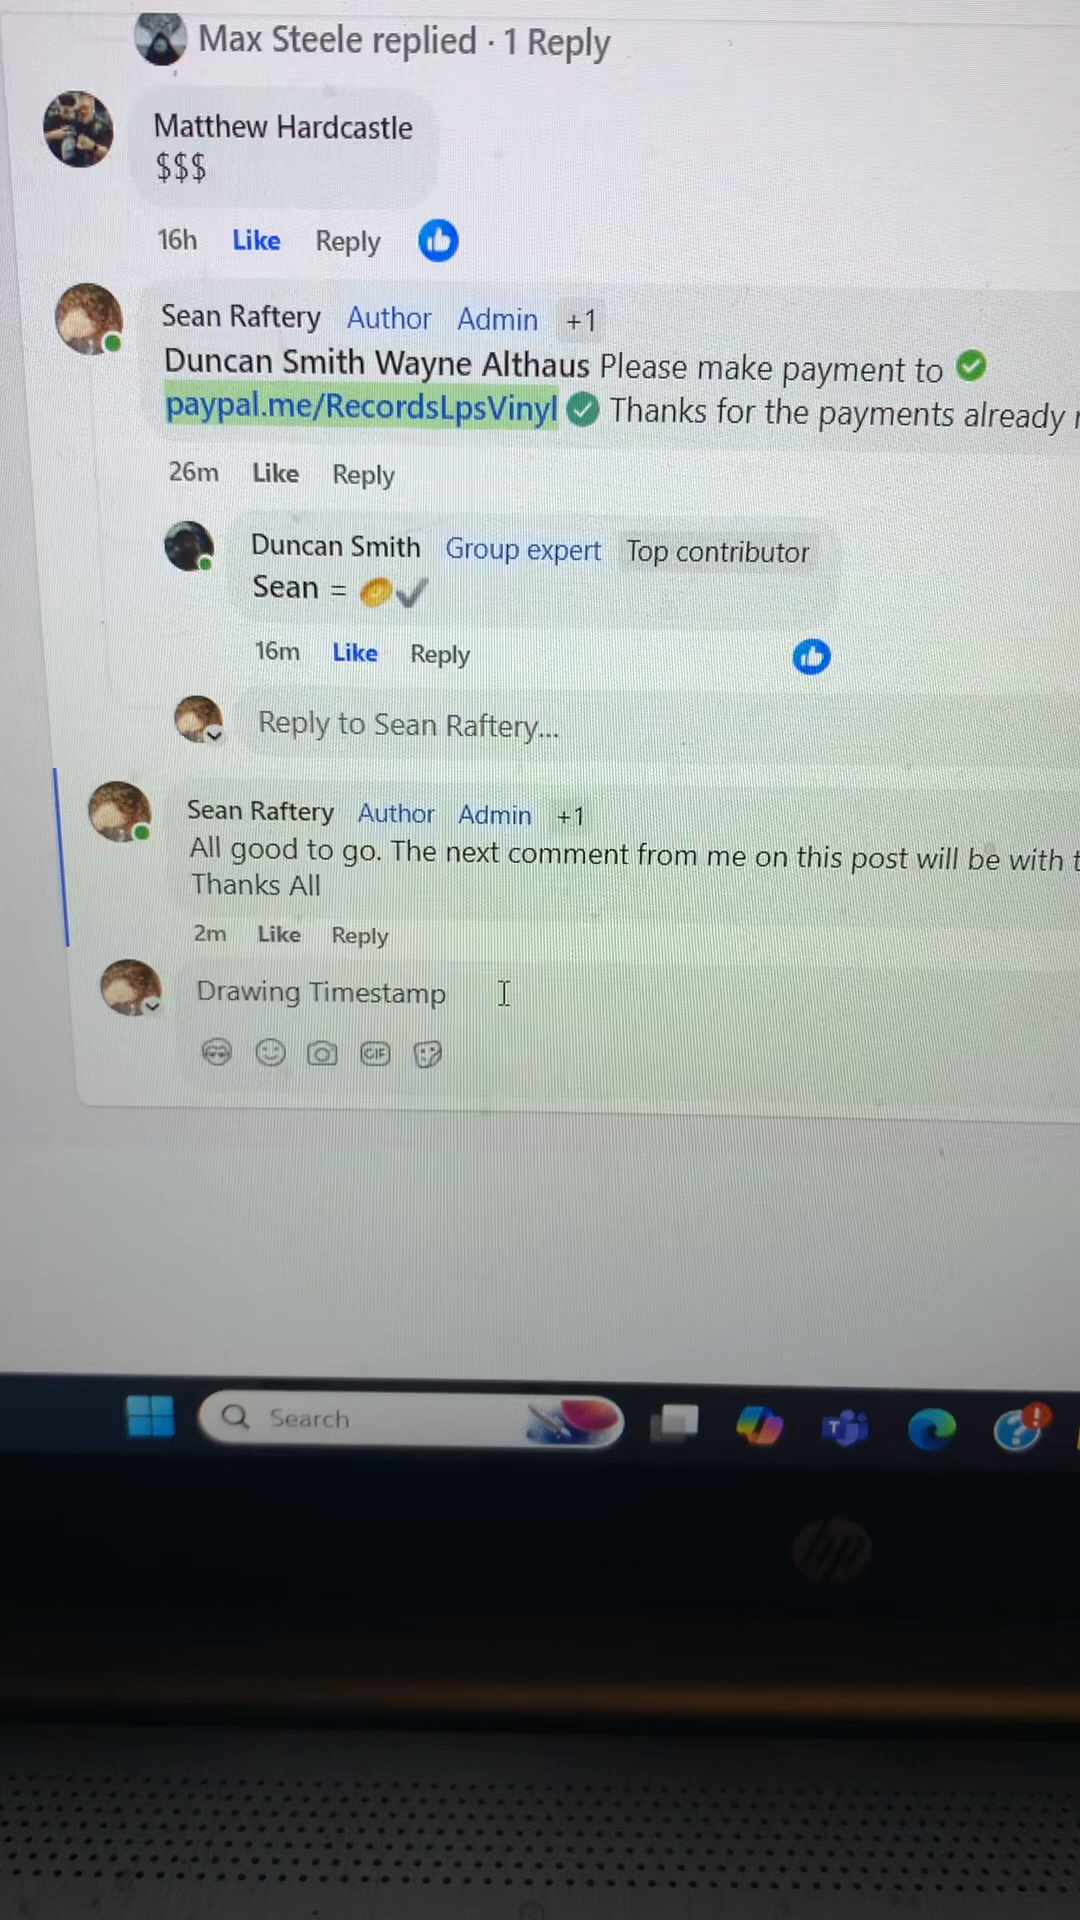 Max Steele replied · 1 Reply
Matthew Hardcastle
$$$
16h Like Reply
Sean Raftery Author Admin +1
Duncan Smith Wayne Althaus Please make payment to ✅
paypal.me/RecordsLpsVinyl ✅ Thanks for the payments already
26m Like Reply
Duncan Smith Group expert Top contributor
Sean = 🪙✔️
16m Like Reply
Reply to Sean Raftery...
Sean Raftery Author Admin +1
All good to go. The next comment from me on this post will be with
Thanks All
2m Like Reply
Drawing Timestamp
GIF
Search
T
hp